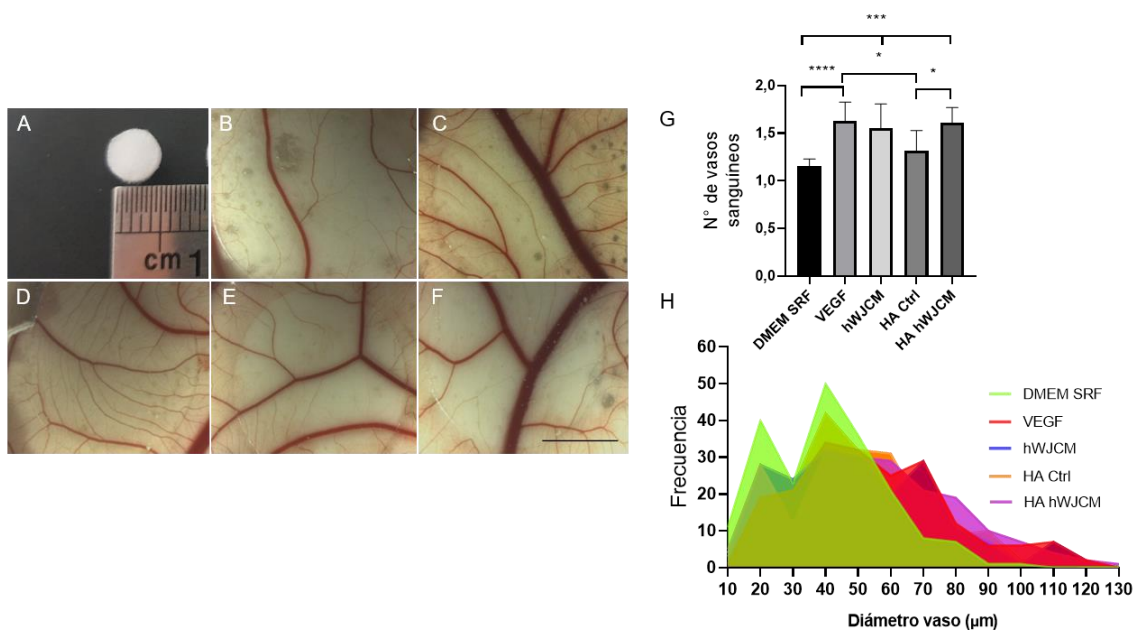 A
B
C
cm 1
D
E
F
G
***
****
*
*
N° de vasos
sanguíneos
2,0
1,5
1,0
0,5
0,0
DMEM SRF
VEGF
hWJCM
HA Ctrl
HA hWJCM
H
Frecuencia
60
50
40
30
20
10
0
10 20 30 40 50 60 70 80 90 100 110 120 130
Diámetro vaso (µm)
DMEM SRF
VEGF
hWJCM
HA Ctrl
HA hWJCM